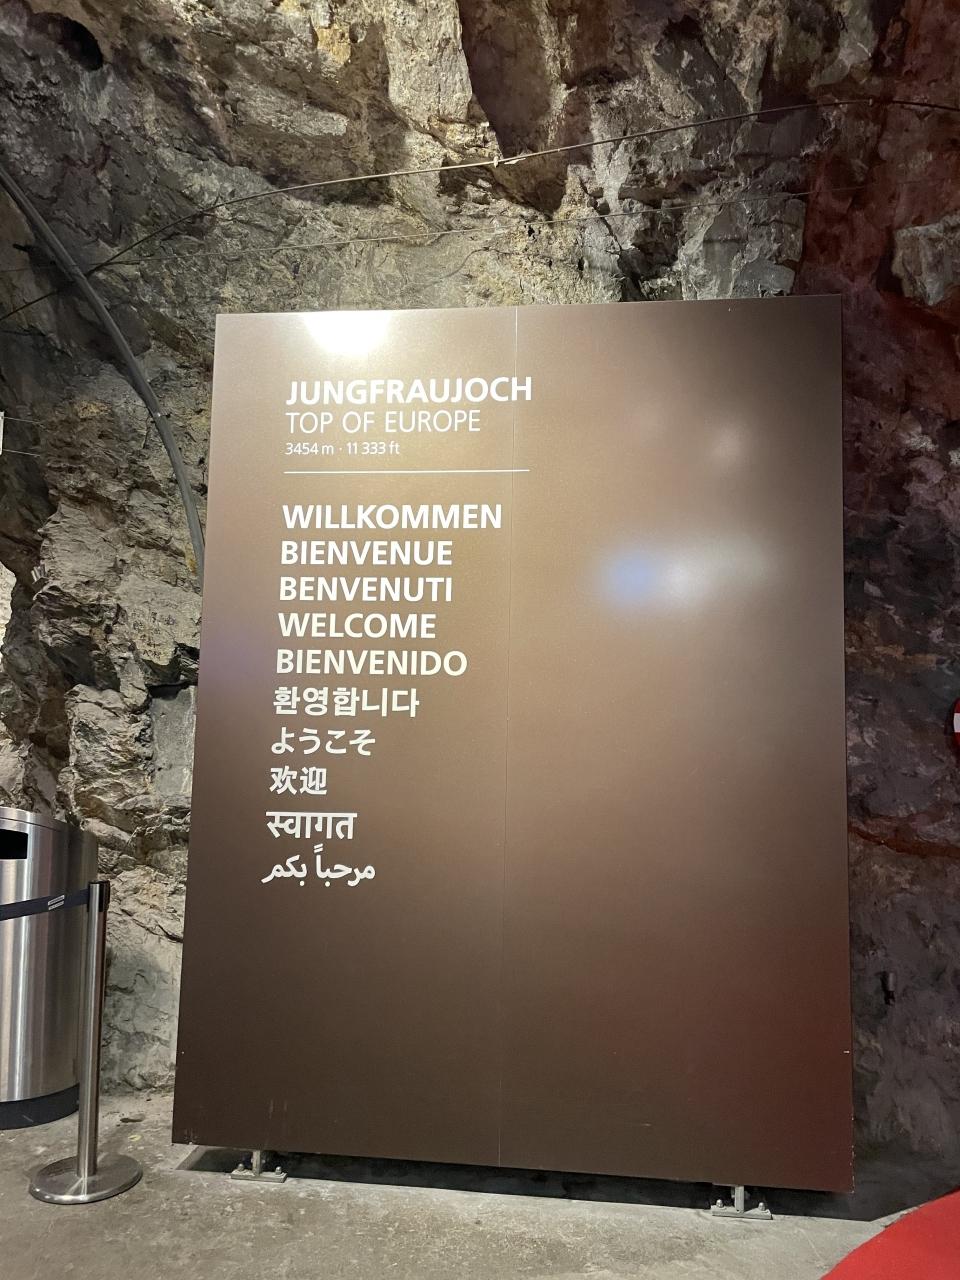 JUNGFRAUJOCH
TOP OF EUROPE
3454 m · 11 333 ft
WILLKOMMEN
BIENVENUE
BENVENUTI
WELCOME
BIENVENIDO
환영합니다
ようこそ
欢迎
स्वागत
مرحباً بكم